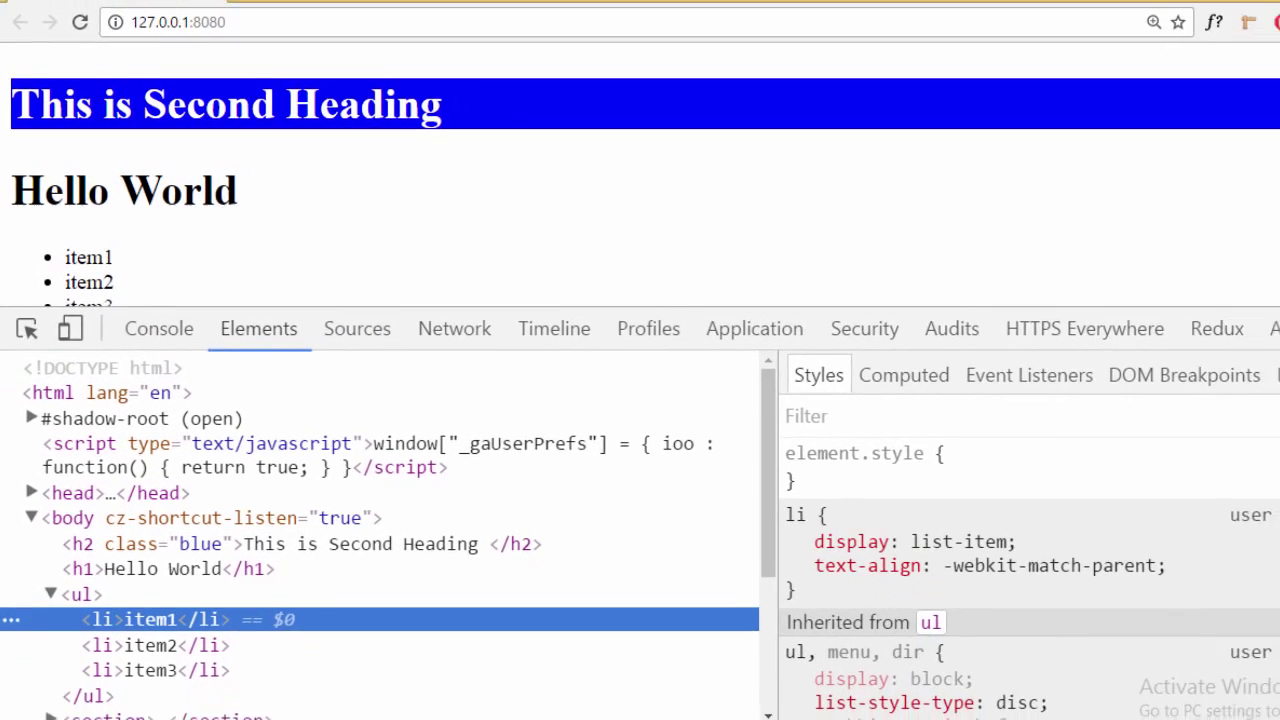 127.0.0.1:8080
f?
This is Second Heading
Hello World
item1
item2
item3
Console Elements Sources Network Timeline Profiles Application Security Audits HTTPS Everywhere Redux A
<!DOCTYPE html>
<html lang="en">
#shadow-root (open)
<script type="text/javascript">window["_gaUserPrefs"] = { ioo :
function() { return true; } }</script>
<head>…</head>
<body cz-shortcut-listen="true">
<h2 class="blue">This is Second Heading </h2>
<h1>Hello World</h1>
<ul>
<li>item1</li> == $0
<li>item2</li>
<li>item3</li>
</ul>
<section>…</section>
Styles Computed Event Listeners DOM Breakpoints
Filter
element.style {
}
li { user
display: list-item;
text-align: -webkit-match-parent;
}
Inherited from ul
ul, menu, dir { user
display: block;
list-style-type: disc;
Activate Windo
Go to PC settings to